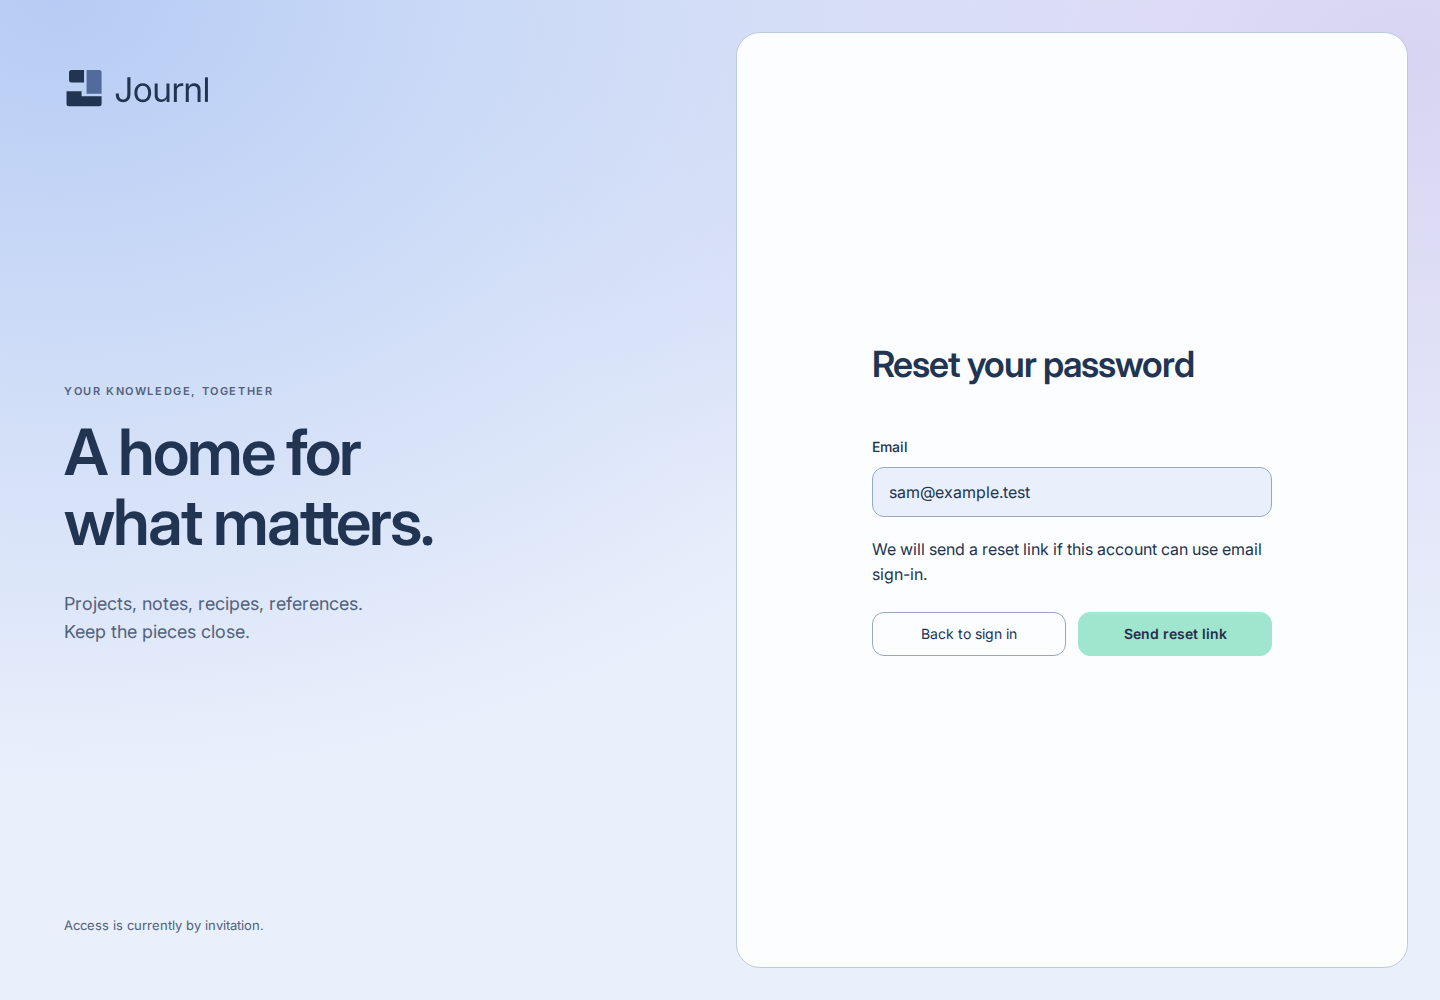 Journl
YOUR KNOWLEDGE, TOGETHER
A home for
what matters.
Projects, notes, recipes, references.
Keep the pieces close.
Access is currently by invitation.
Reset your password
Email
sam@example.test
We will send a reset link if this account can use email
sign-in.
Back to sign in
Send reset link